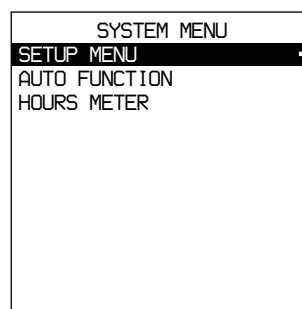 SYSTEM MENU
SETUP MENU
AUTO FUNCTION
HOURS METER